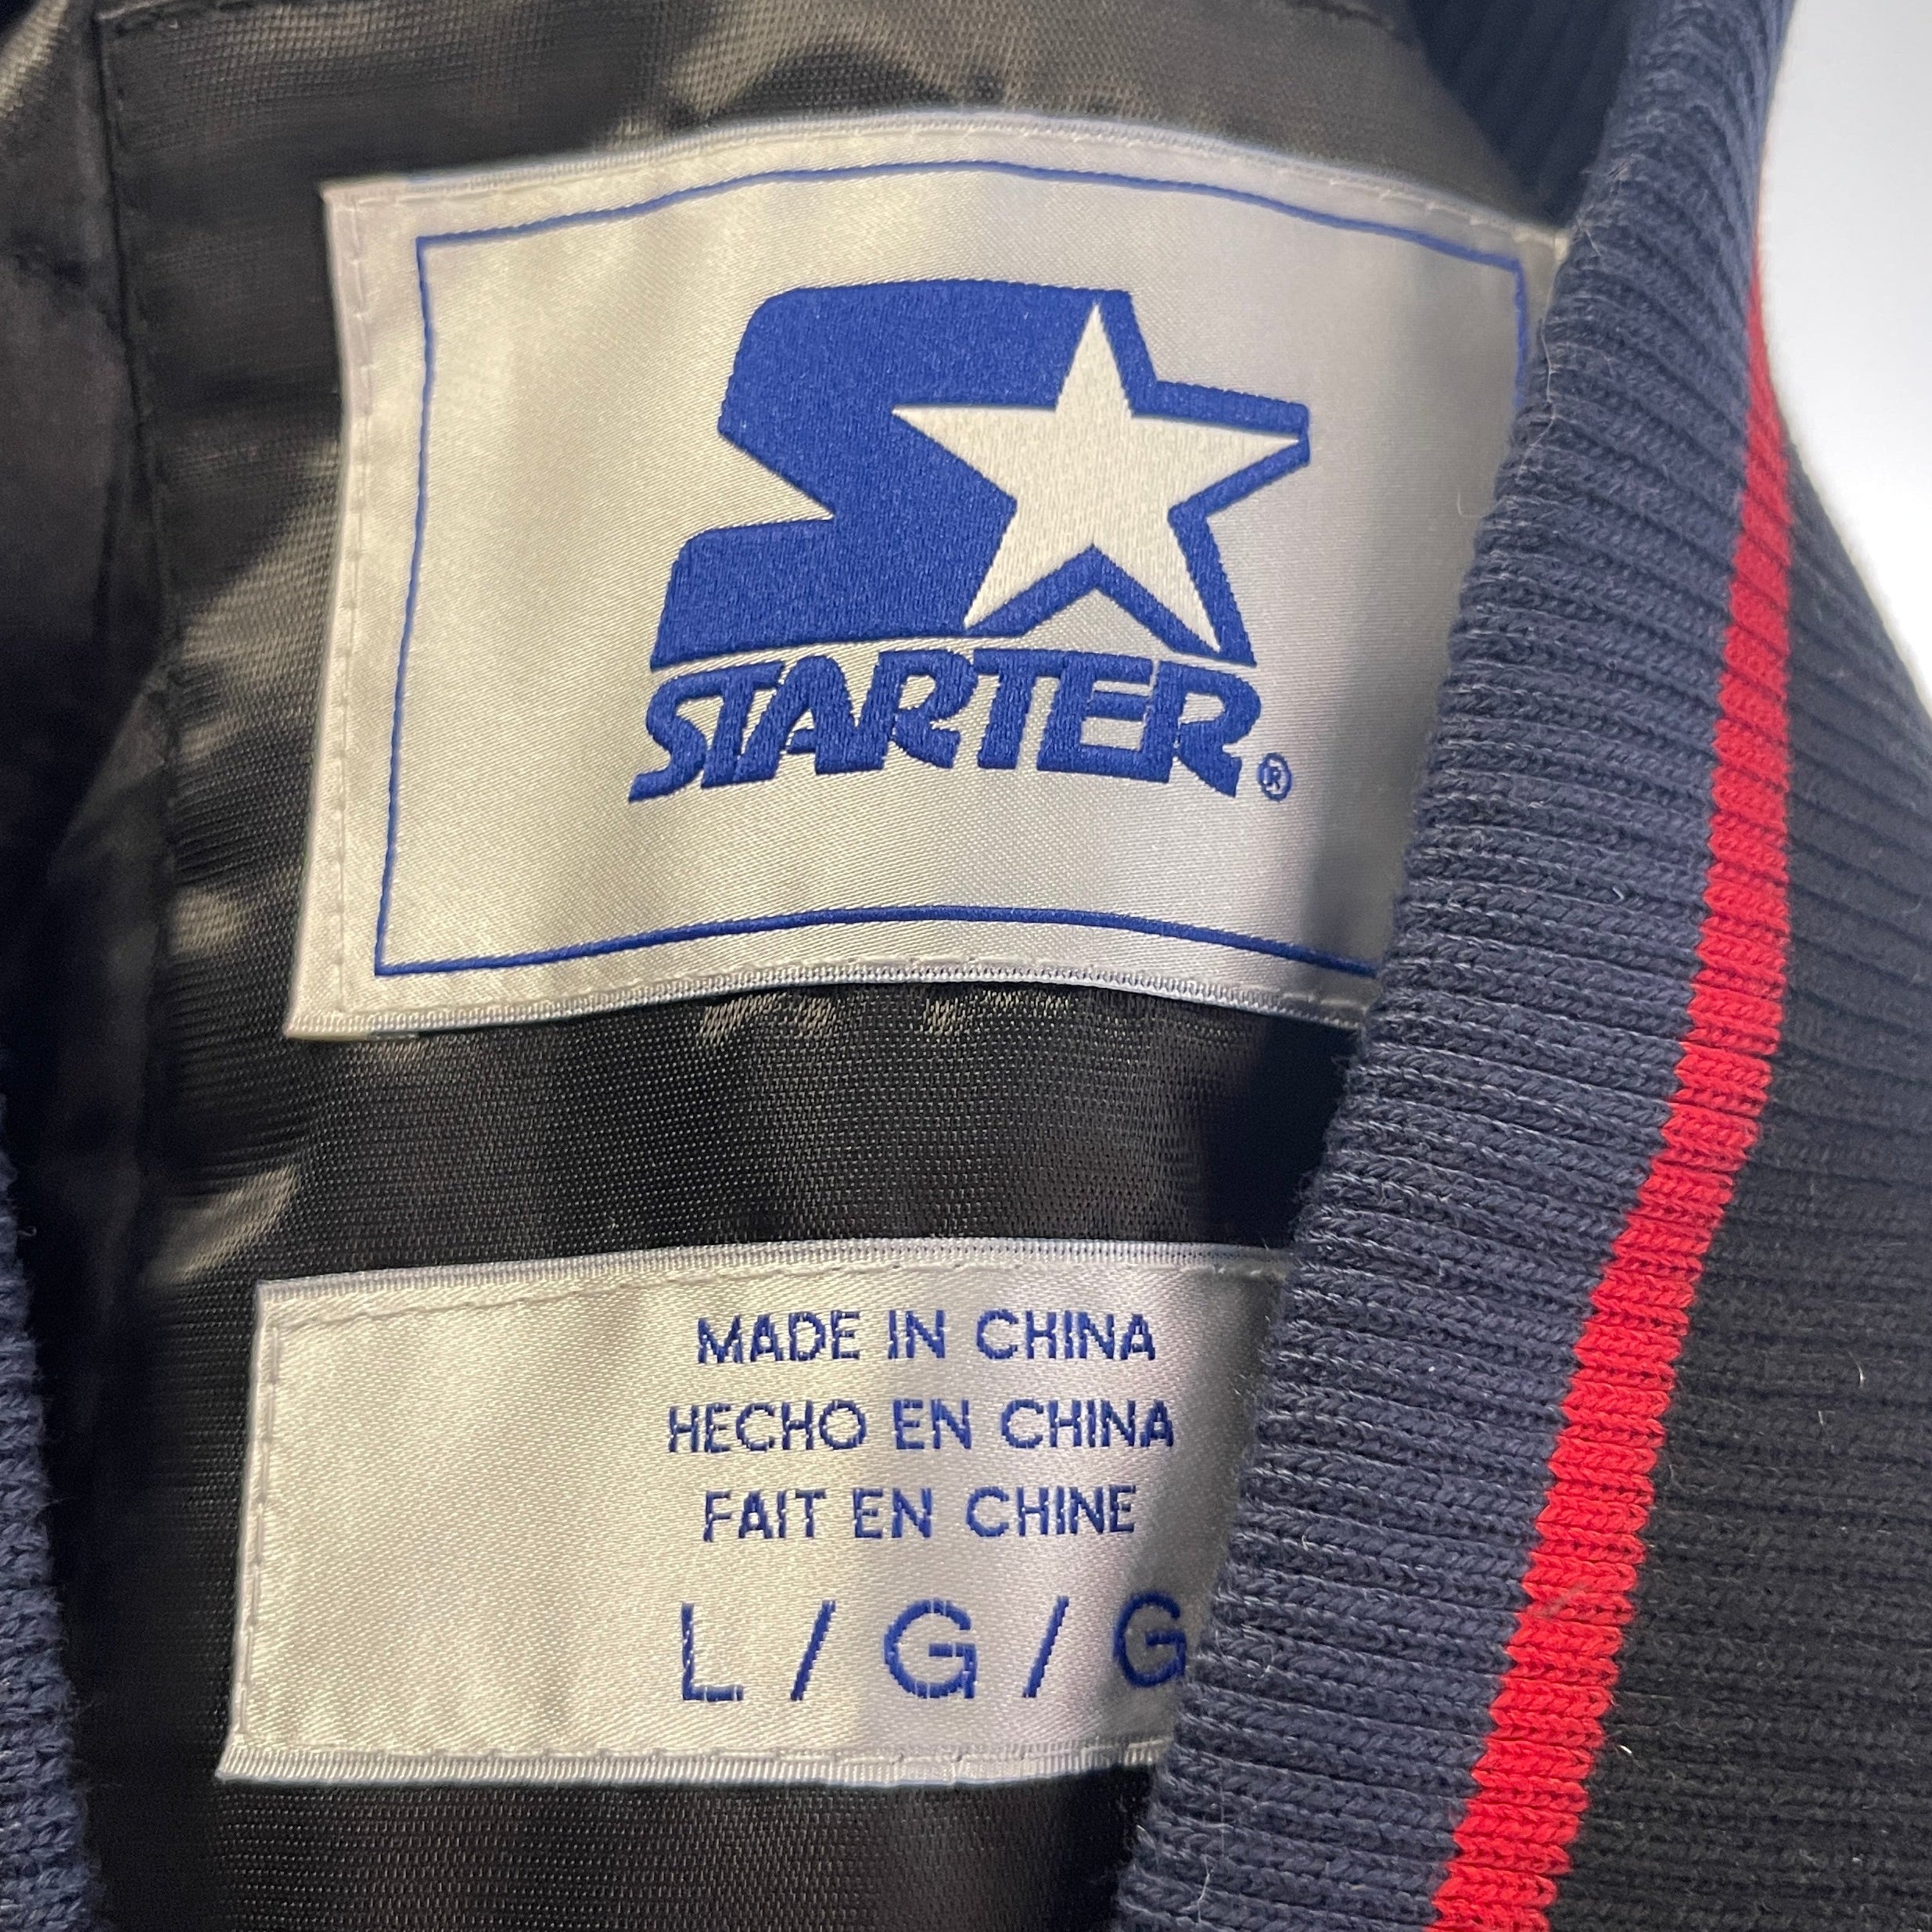 STARTER®
MADE IN CHINA
HECHO EN CHINA
FAIT EN CHINE
L / G / G